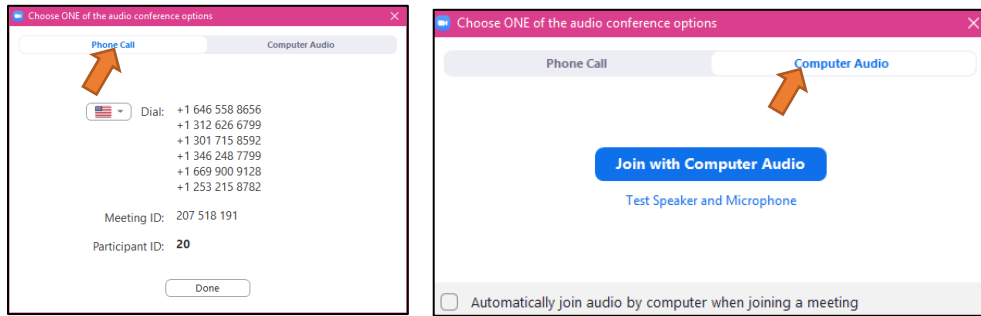 Choose ONE of the audio conference options
Phone Call
Computer Audio
Dial:
+1 646 558 8656
+1 312 626 6799
+1 301 715 8592
+1 346 248 7799
+1 669 900 9128
+1 253 215 8782
Meeting ID: 207 518 191
Participant ID: 20
Done
Choose ONE of the audio conference options
Phone Call
Computer Audio
Join with Computer Audio
Test Speaker and Microphone
Automatically join audio by computer when joining a meeting